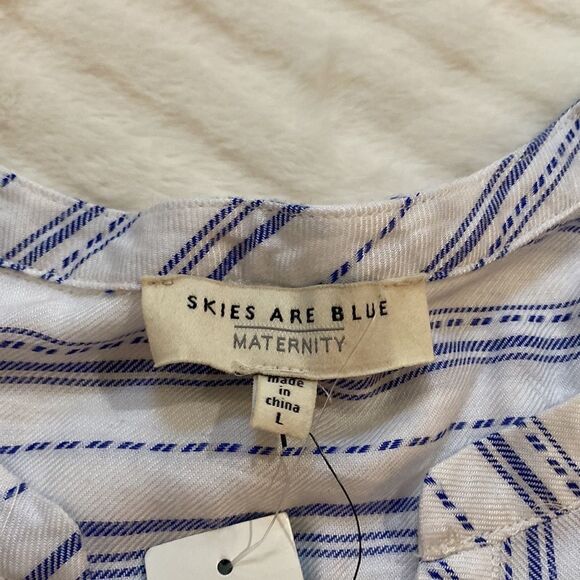 SKIES ARE BLUE
MATERNITY
made
in
china
L